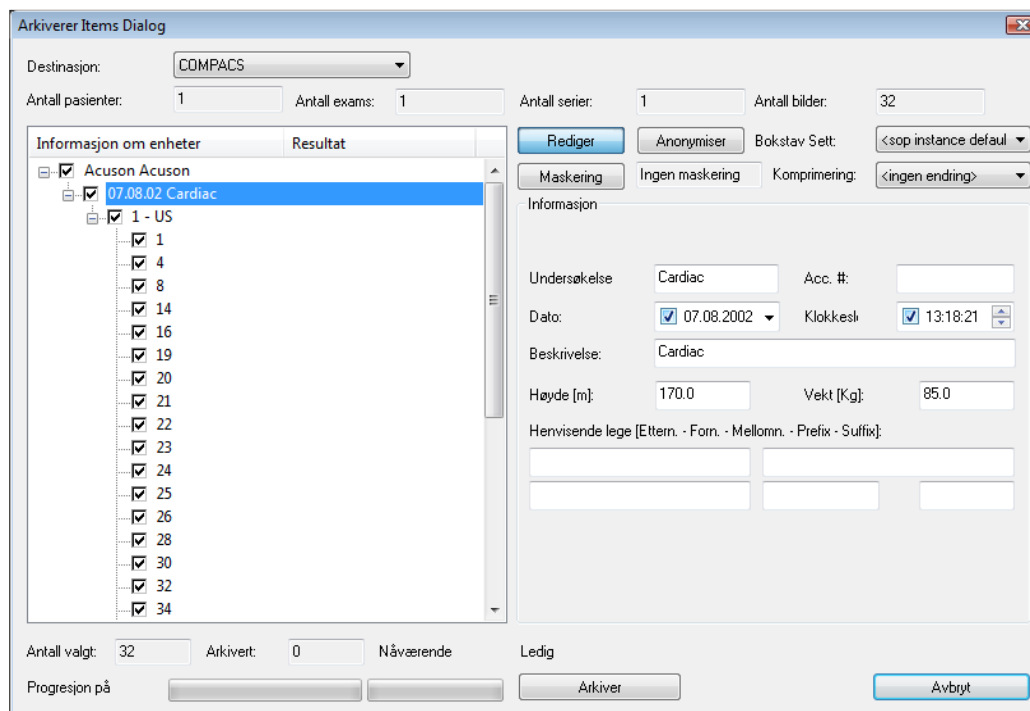 Arkiverer Items Dialog
Destinasjon: COMPACS
Antall pasienter: 1 Antall exams: 1 Antall serier: 1 Antall bilder: 32
Informasjon om enheter Resultat
Rediger Anonymiser Bokstav Sett: <sop instance defaul
Maskering Ingen maskering Komprimering: <ingen endring>
Acuson Acuson
07.08.02 Cardiac
1 - US
1
4
8
14
16
19
20
21
22
23
24
25
26
28
30
32
34
Informasjon
Undersøkelse Cardiac Acc. #:
Dato: 07.08.2002 Klokkesl 13:18:21
Beskrivelse: Cardiac
Høyde [m]: 170.0 Vekt [Kg]: 85.0
Henvisende lege [Ettern. - Forn. - Mellomn. - Prefix - Suffix]:
Antall valgt: 32 Arkivert: 0 Nåværende Ledig
Progresjon på Arkiver Avbryt